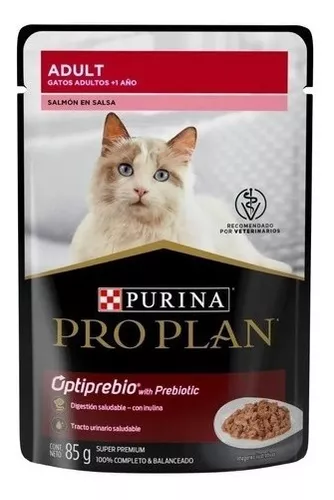 ADULT
GATOS ADULTOS +1 AÑO
SALMÓN EN SALSA
RECOMENDADO
POR VETERINARIOS
PURINA
PRO PLAN
Optiprebio® with Prebiotic
Digestión saludable – con inulina
Tracto urinario saludable
CONT
NETO 85 g
SUPER PREMIUM
100% COMPLETO & BALANCEADO